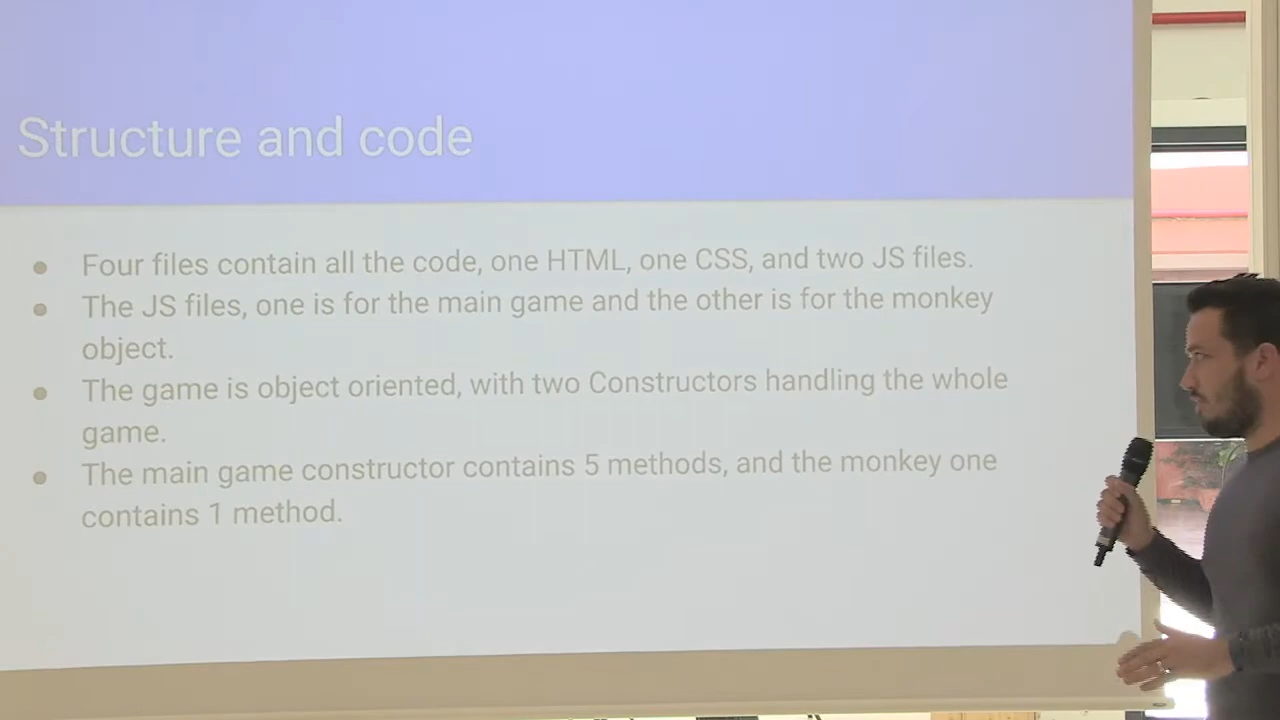 Structure and code
● Four files contain all the code, one HTML, one CSS, and two JS files.
● The JS files, one is for the main game and the other is for the monkey
object.
● The game is object oriented, with two Constructors handling the whole
game.
● The main game constructor contains 5 methods, and the monkey one
contains 1 method.